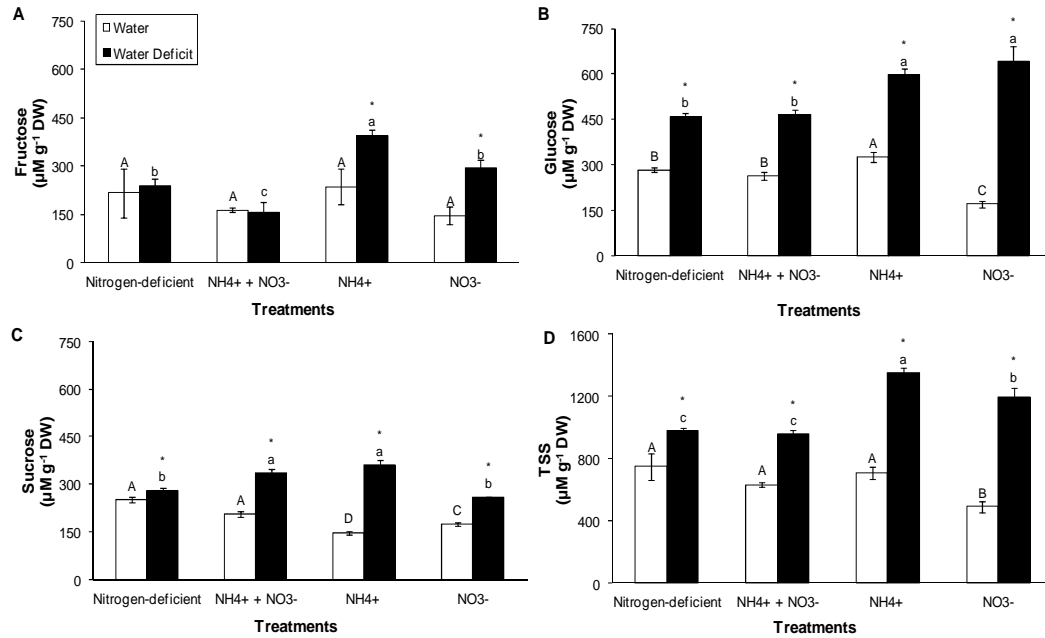 A
750
600
450
300
150
0
Fructose
(µM g-1 DW)
Water
Water Deficit
A
b
A
c
A
*
a
A
*
b
Nitrogen-deficient
NH4+ + NO3-
NH4+
NO3-
Treatments
B
750
600
450
300
150
0
Glucose
(µM g-1 DW)
B
*
b
B
*
b
A
*
a
C
*
a
Nitrogen-deficient
NH4+ + NO3-
NH4+
NO3-
Treatments
C
750
600
450
300
150
0
Sucrose
(µM g-1 DW)
A
*
b
A
*
a
D
*
a
C
*
b
Nitrogen-deficient
NH4+ + NO3-
NH4+
NO3-
Treatments
D
1600
1200
800
400
0
TSS
(µM g-1 DW)
A
*
c
A
*
c
A
*
a
B
*
b
Nitrogen-deficient
NH4+ + NO3-
NH4+
NO3-
Treatments